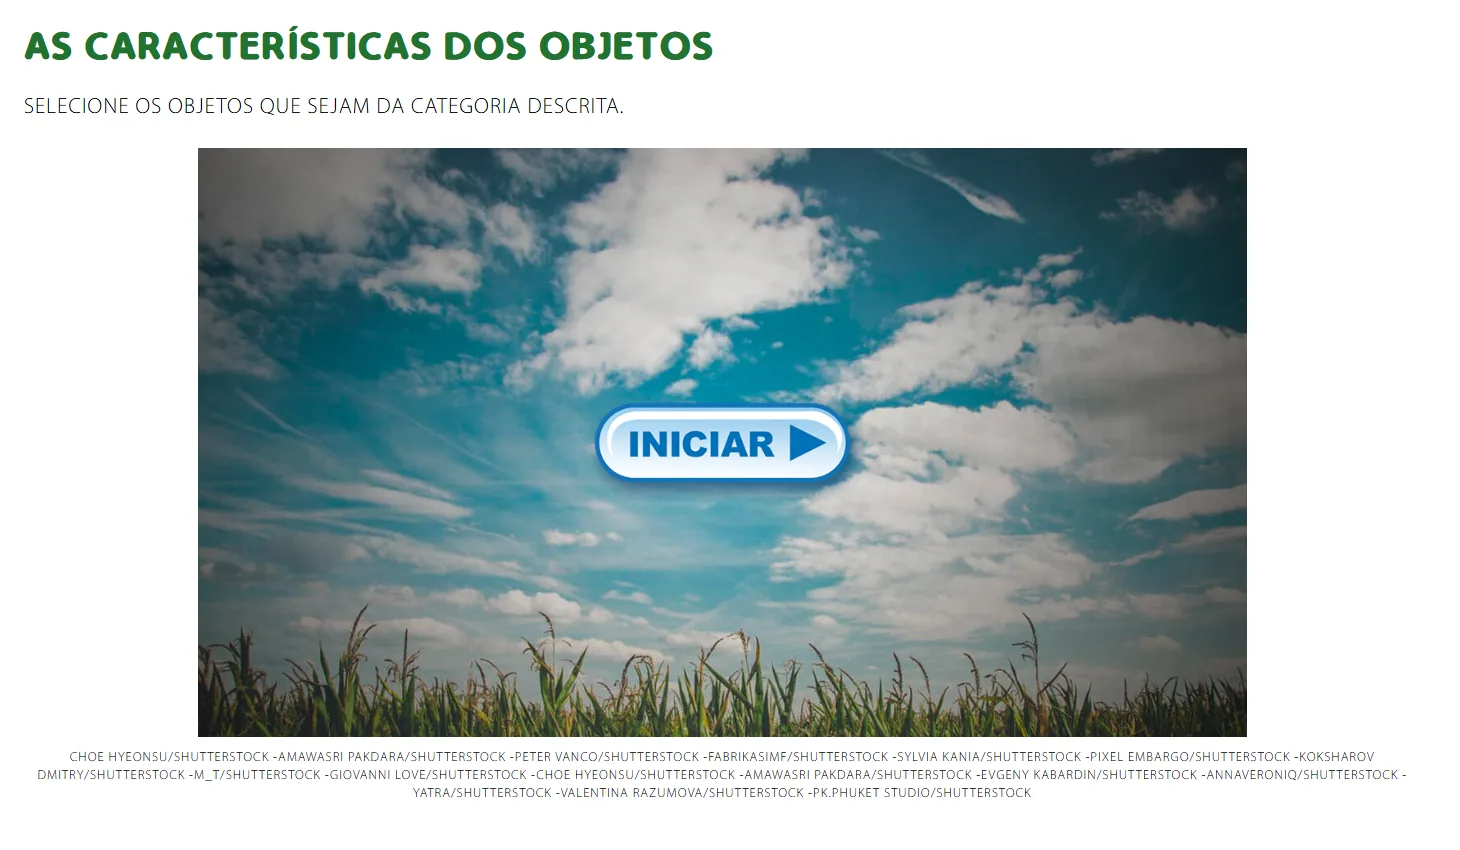 AS CARACTERÍSTICAS DOS OBJETOS
SELECIONE OS OBJETOS QUE SEJAM DA CATEGORIA DESCRITA.
INICIAR
CHOE HYEONSU/SHUTTERSTOCK -AMAWASRI PAKDARA/SHUTTERSTOCK -PETER VANCO/SHUTTERSTOCK -FABRIKASIMF/SHUTTERSTOCK -SYLVIA KANIA/SHUTTERSTOCK -PIXEL EMBARGO/SHUTTERSTOCK -KOKSHAROV
DMITRY/SHUTTERSTOCK -M_T/SHUTTERSTOCK -GIOVANNI LOVE/SHUTTERSTOCK -CHOE HYEONSU/SHUTTERSTOCK -AMAWASRI PAKDARA/SHUTTERSTOCK -EVGENY KABARDIN/SHUTTERSTOCK -ANNAVERONIQ/SHUTTERSTOCK -
YATRA/SHUTTERSTOCK -VALENTINA RAZUMOVA/SHUTTERSTOCK -PK.PHUKET STUDIO/SHUTTERSTOCK